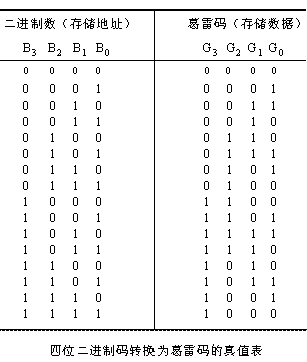 二进制数（存储地址） 葛雷码（存储数据）
B3 B2 B1 B0 G3 G2 G1 G0
0 0 0 0 0 0 0 0
0 0 0 1 0 0 0 1
0 0 1 0 0 0 1 1
0 0 1 1 0 0 1 0
0 1 0 0 0 1 1 0
0 1 0 1 0 1 1 1
0 1 1 0 0 1 0 1
0 1 1 1 0 1 0 0
1 0 0 0 1 1 0 0
1 0 0 1 1 1 0 1
1 0 1 0 1 1 1 1
1 0 1 1 1 1 1 0
1 1 0 0 1 0 1 0
1 1 0 1 1 0 1 1
1 1 1 0 1 0 0 1
1 1 1 1 1 0 0 0
四位二进制码转换为葛雷码的真值表